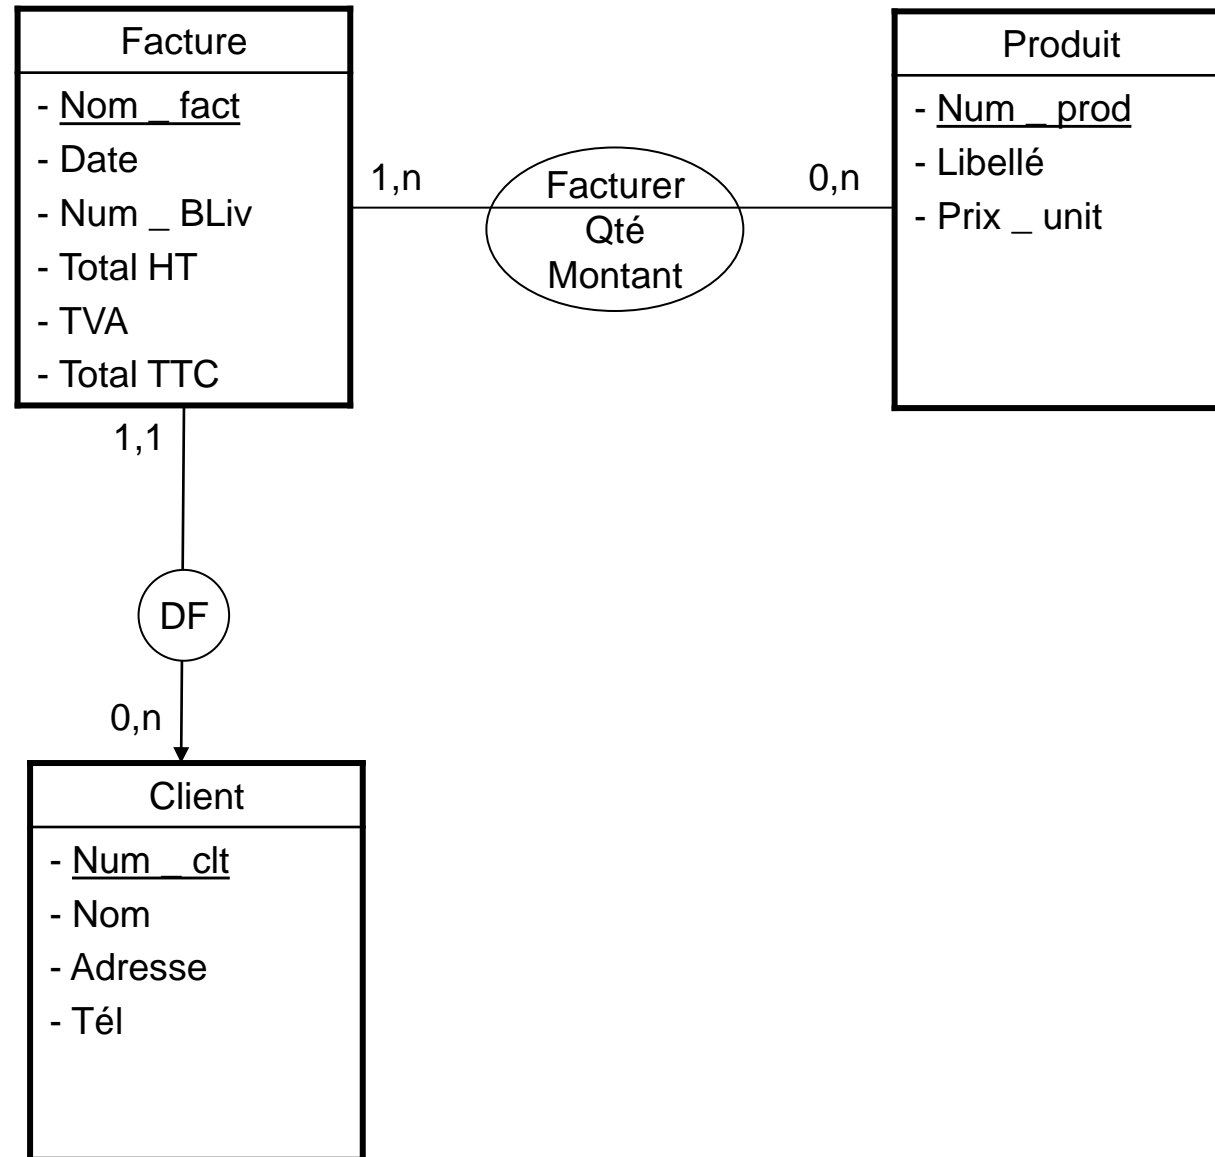 Facture
- Nom _ fact
- Date
- Num _ BLiv
- Total HT
- TVA
- Total TTC
1,n
Facturer
Qté
Montant
0,n
Produit
- Num _ prod
- Libellé
- Prix _ unit
1,1
DF
0,n
Client
- Num _ clt
- Nom
- Adresse
- Tél